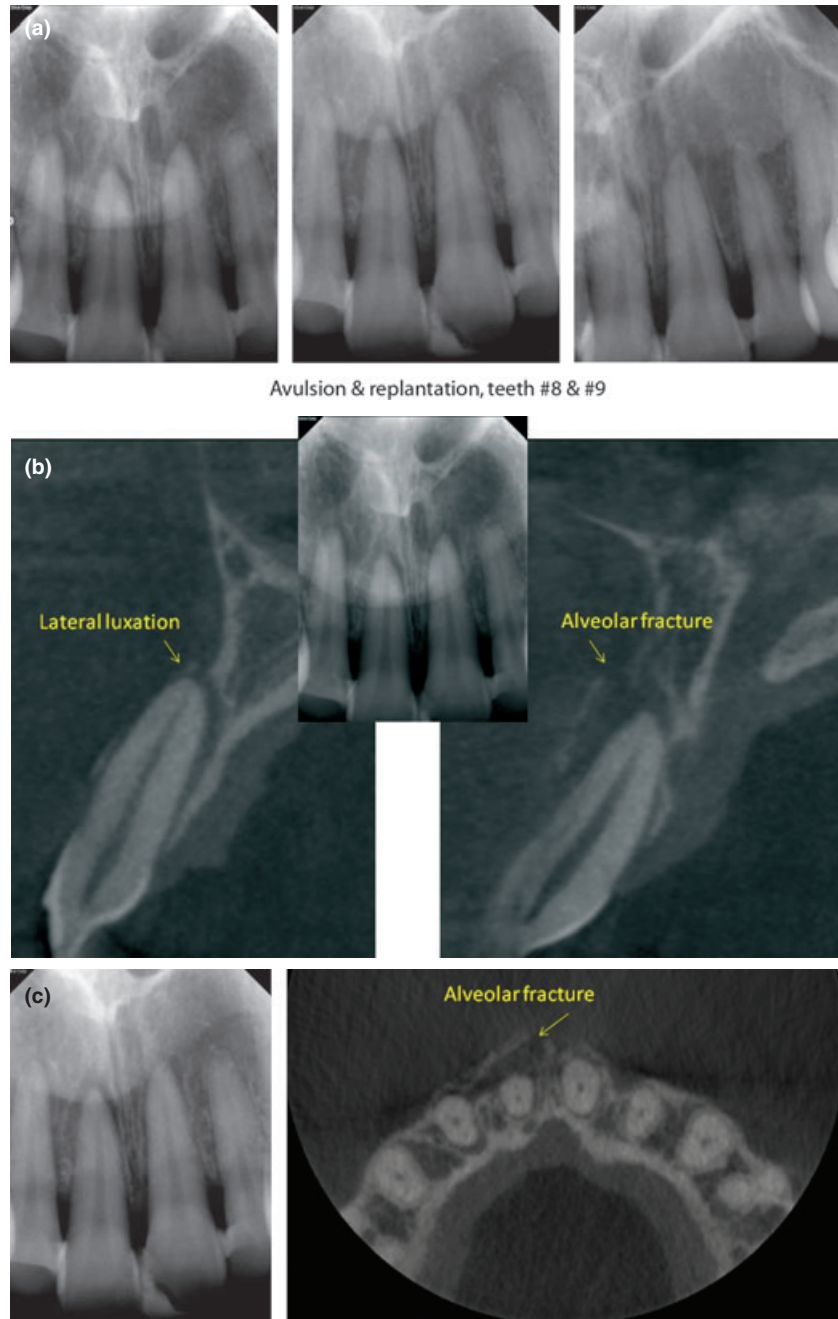 (a)
Avulsion & replantation, teeth #8 & #9
(b)
Lateral luxation
Alveolar fracture
(c)
Alveolar fracture